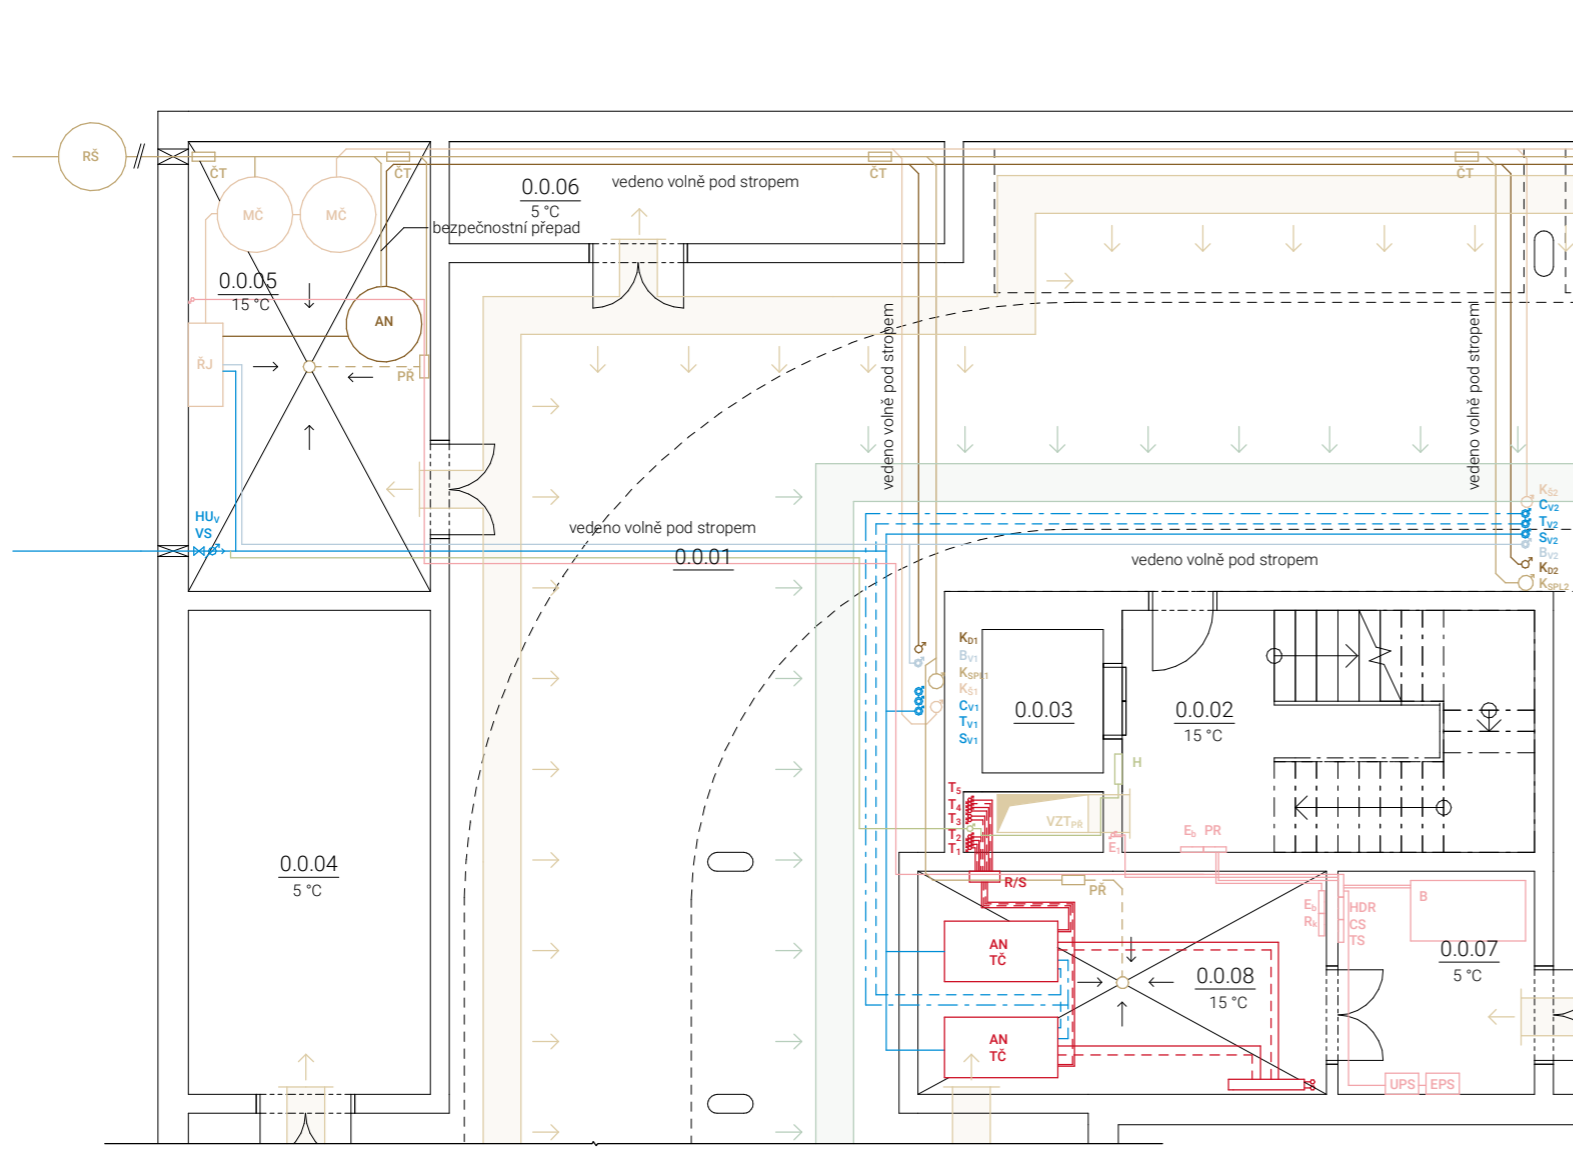 RŠ
ČT
ČT
ČT
ČT
MČ
MČ
0.0.06
5 °C
vedeno volně pod stropem
bezpečnostní přepad
0.0.05
15 °C
AN
ŘJ
PŘ
vedeno volně pod stropem
vedeno volně pod stropem
HUV
VS
vedeno volně pod stropem
0.0.01
vedeno volně pod stropem
KŠ2
CV2
TV2
SV2
BV2
KD2
KSPL2
KD1
BV1
KSPL1
KŠ1
CV1
TV1
SV1
0.0.03
0.0.02
15 °C
H
T5
T4
T3
T2
T1
VZTPŘ
E1
Eb PR
0.0.04
5 °C
R/S
PŘ
Eb
Rk
HDR
CS
TS
B
AN
TČ
0.0.08
15 °C
0.0.07
5 °C
AN
TČ
UPS
EPS